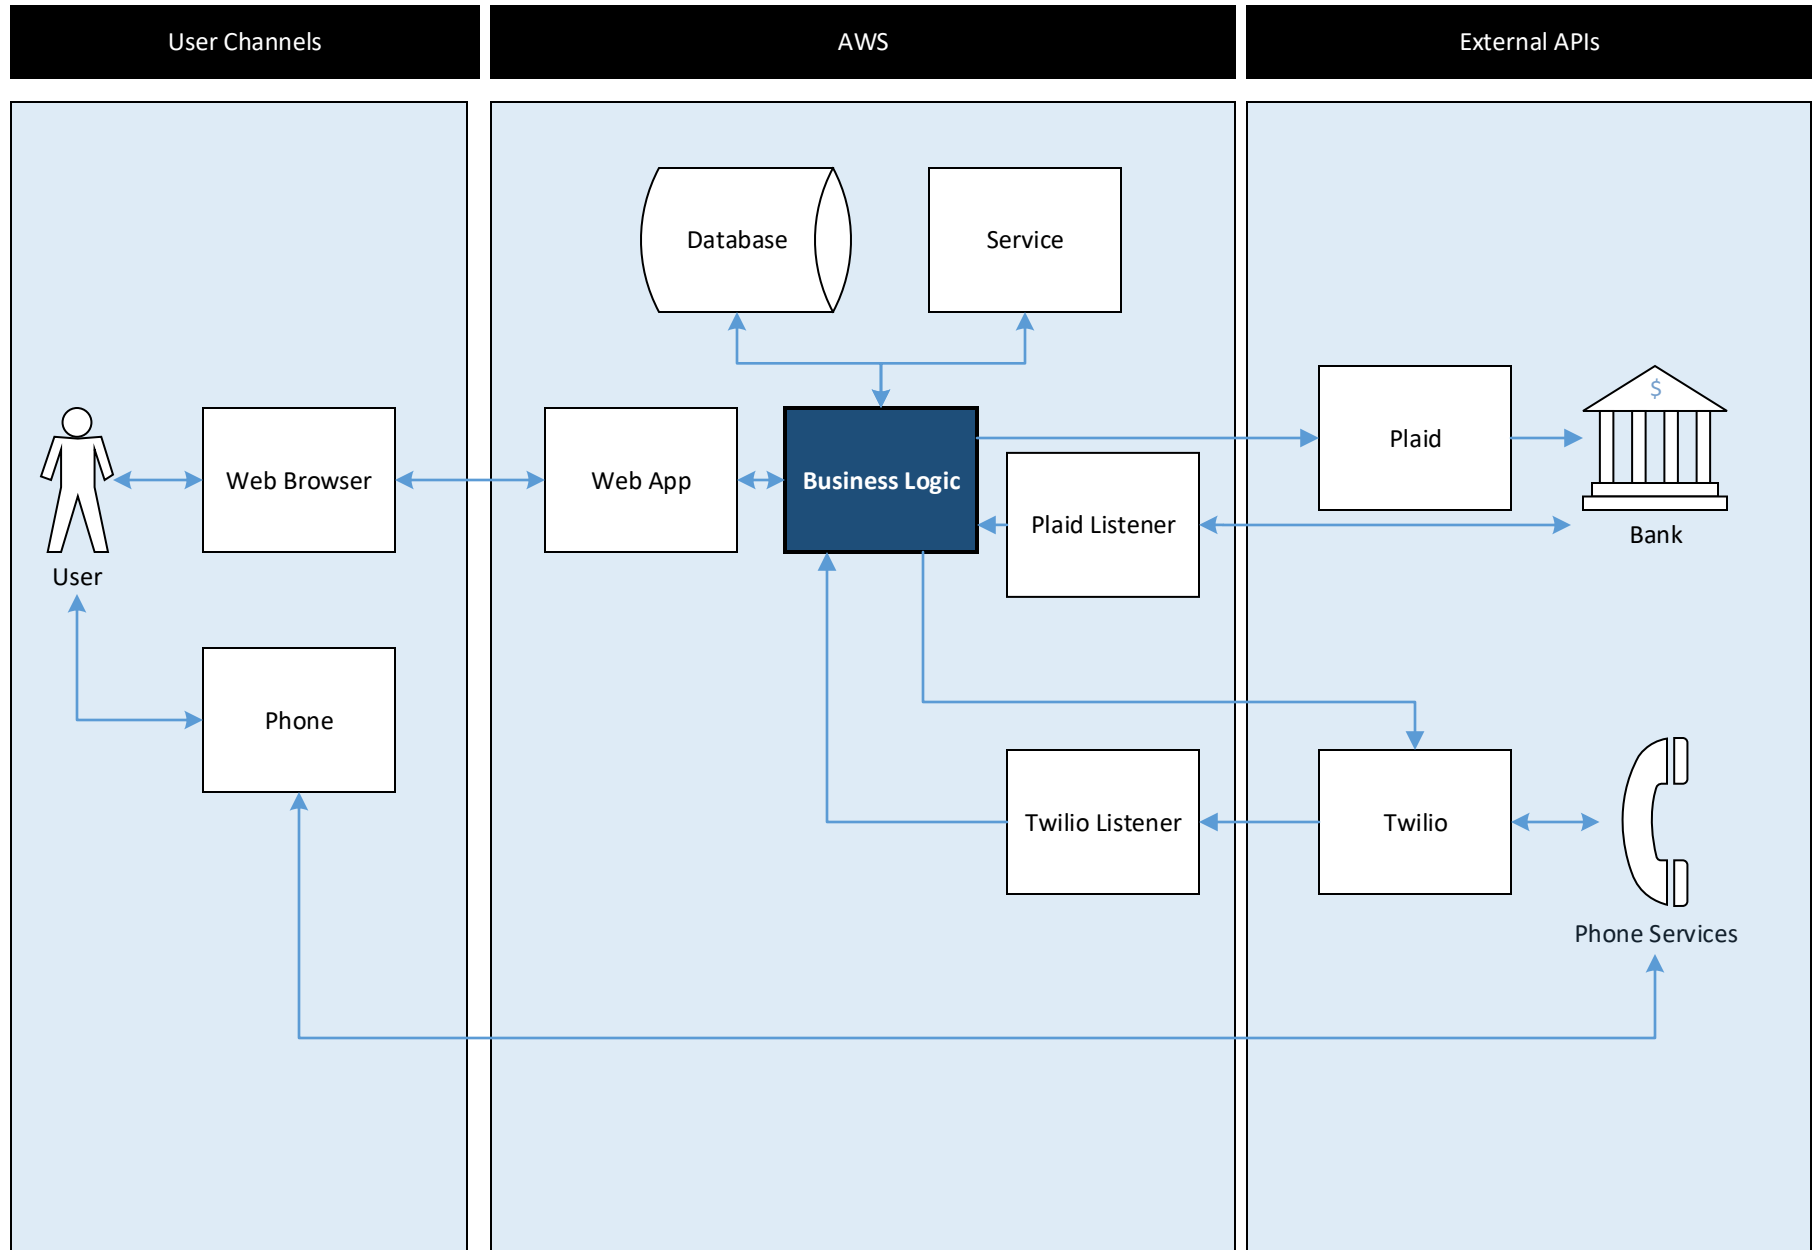 User Channels
AWS
External APIs
Database
Service
$
Plaid
Web Browser
Web App
Business Logic
Plaid Listener
Bank
User
Phone
Twilio Listener
Twilio
Phone Services